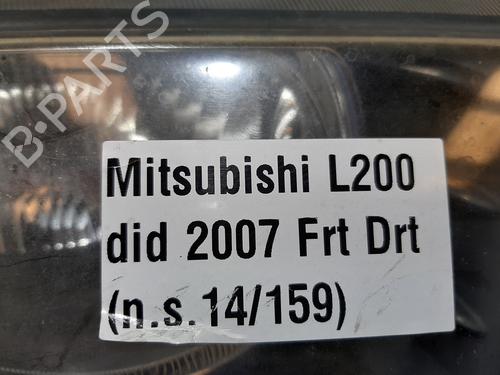 B-PARTS
Mitsubishi L200
did 2007 Frt Drt
(n.s.14/159)